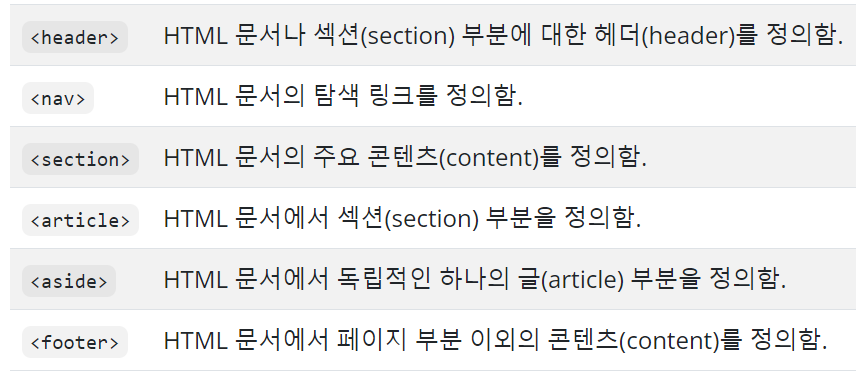 <header> HTML 문서나 섹션(section) 부분에 대한 헤더(header)를 정의함.
<nav> HTML 문서의 탐색 링크를 정의함.
<section> HTML 문서의 주요 콘텐츠(content)를 정의함.
<article> HTML 문서에서 섹션(section) 부분을 정의함.
<aside> HTML 문서에서 독립적인 하나의 글(article) 부분을 정의함.
<footer> HTML 문서에서 페이지 부분 이외의 콘텐츠(content)를 정의함.